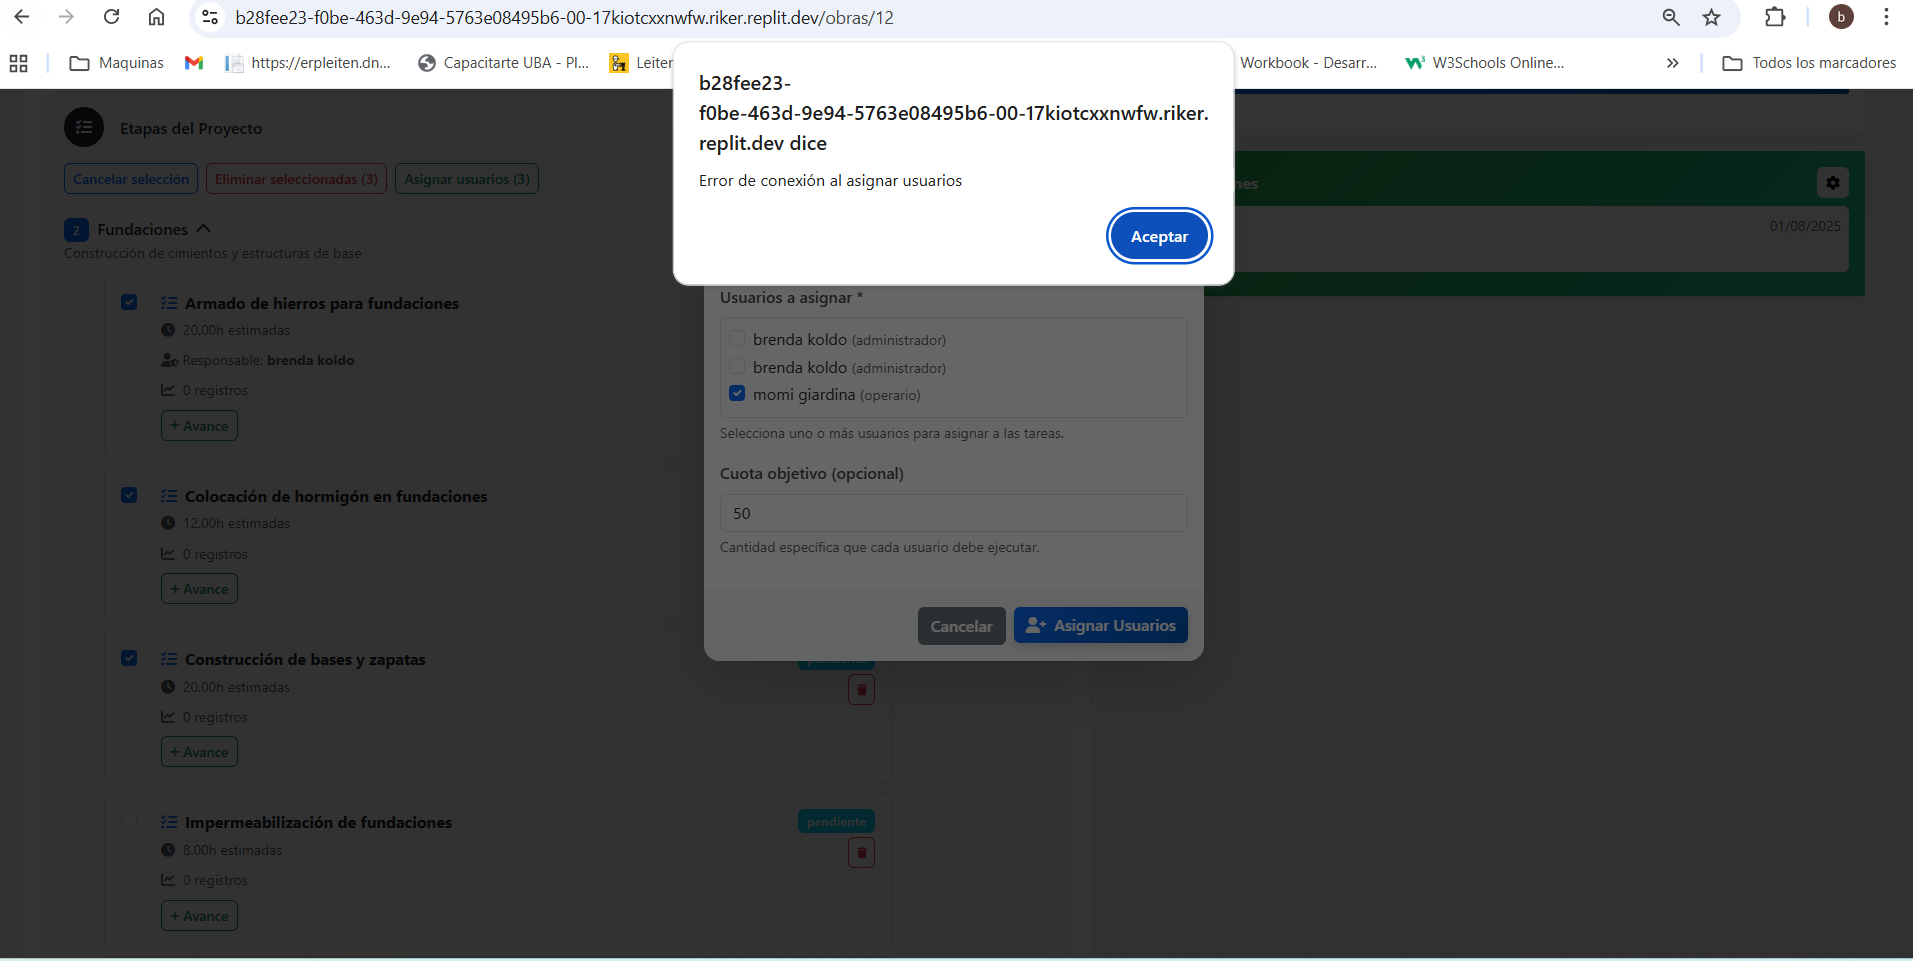 b28fee23-f0be-463d-9e94-5763e08495b6-00-17kiotcxxnwfw.riker.replit.dev/obras/12
b
Maquinas
https://erpleiten.dn...
Capacitarte UBA - Pl...
Leiter
Workbook - Desarr...
W3Schools Online...
Todos los marcadores
b28fee23-
f0be-463d-9e94-5763e08495b6-00-17kiotcxxnwfw.riker.
replit.dev dice
Error de conexión al asignar usuarios
Aceptar
Etapas del Proyecto
Cancelar selección
Eliminar seleccionadas (3)
Asignar usuarios (3)
2 Fundaciones
Construcción de cimientos y estructuras de base
Armado de hierros para fundaciones
20.00h estimadas
Responsable: brenda koldo
0 registros
+ Avance
Colocación de hormigón en fundaciones
12.00h estimadas
0 registros
+ Avance
Construcción de bases y zapatas
pendiente
20.00h estimadas
0 registros
+ Avance
Impermeabilización de fundaciones
pendiente
8.00h estimadas
0 registros
+ Avance
Usuarios a asignar *
brenda koldo (administrador)
brenda koldo (administrador)
momi giardina (operario)
Selecciona uno o más usuarios para asignar a las tareas.
Cuota objetivo (opcional)
50
Cantidad específica que cada usuario debe ejecutar.
Cancelar
Asignar Usuarios
nes
01/08/2025